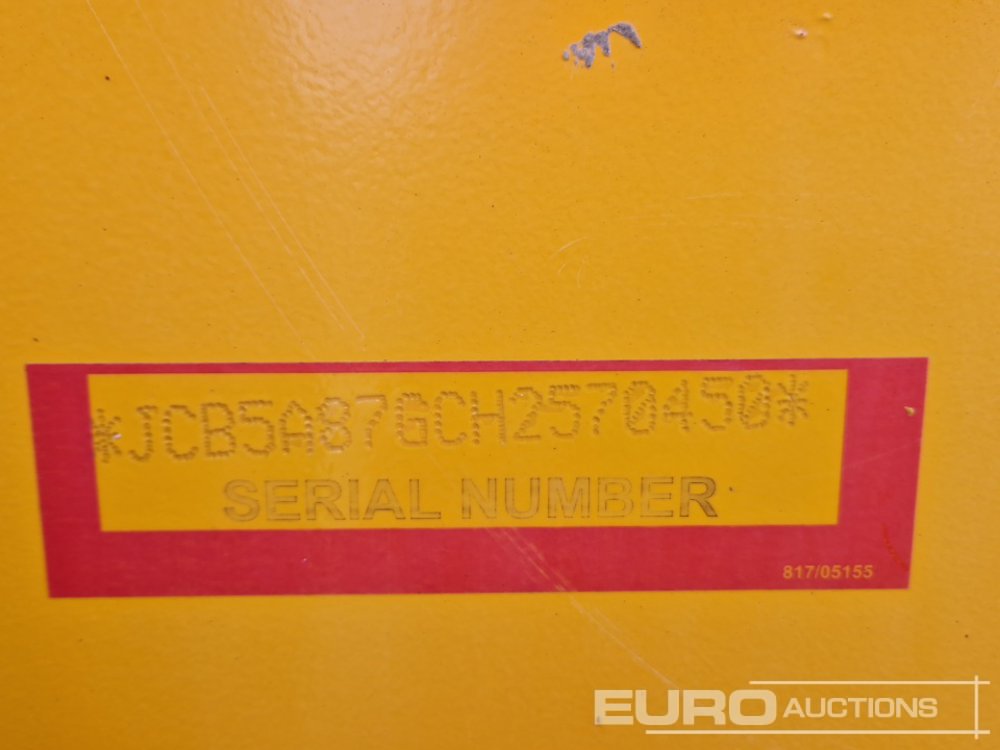 *JCB5A87GCH2570450*
SERIAL NUMBER
817/05155
EURO AUCTIONS